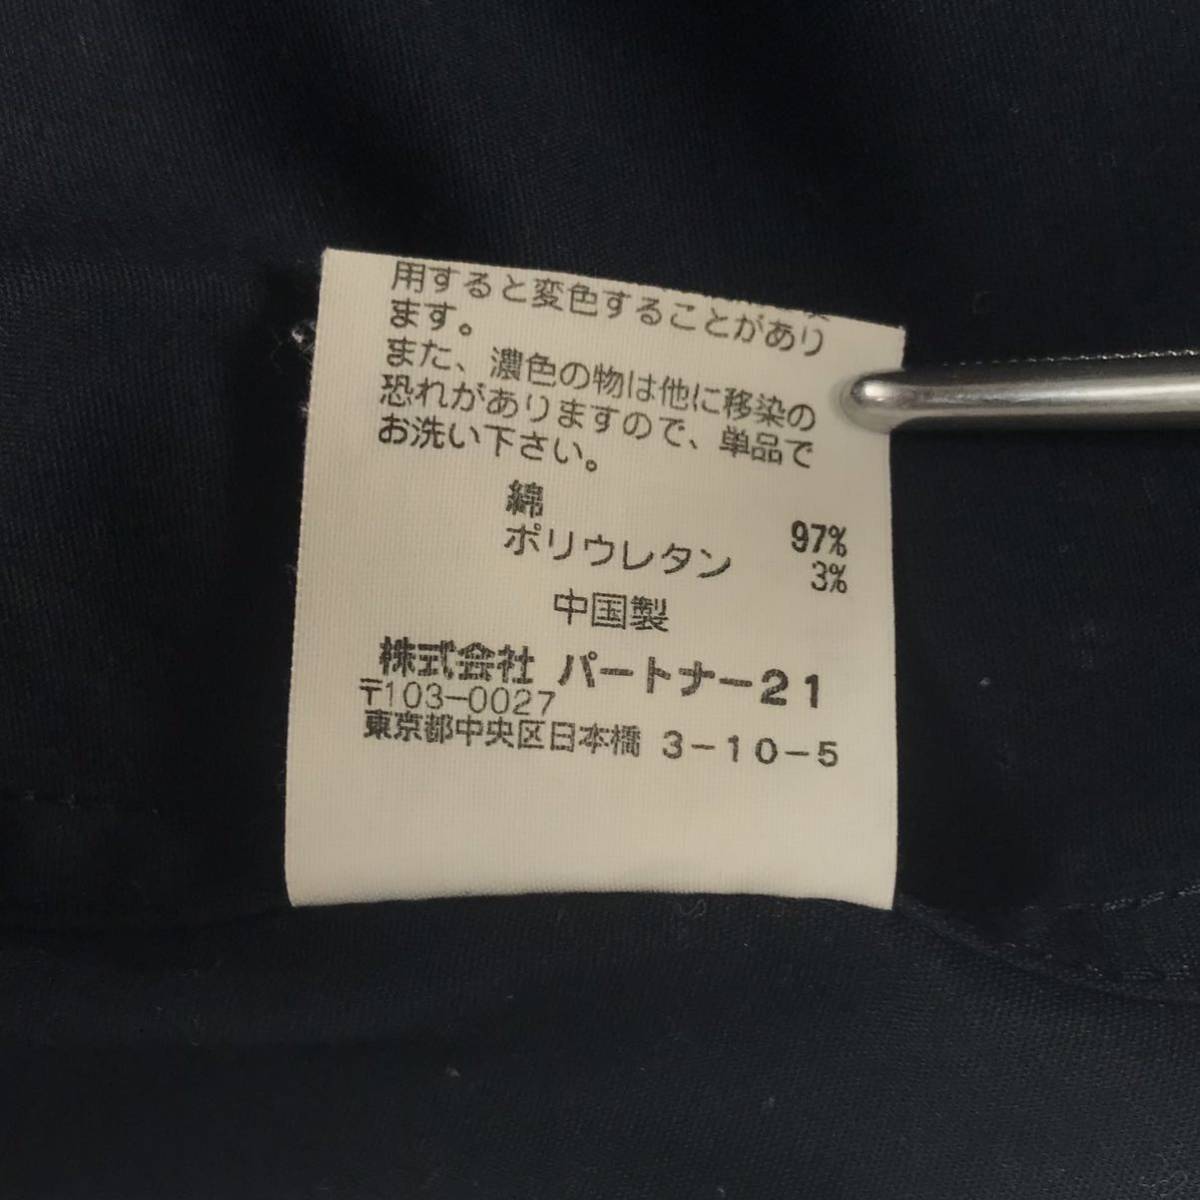 用すると変色することがあり
ます。
また、濃色の物は他に移染の
恐れがありますので、単品で
お洗い下さい。
綿 97%
ポリウレタン 3%
中国製
株式会社 パートナー21
〒103-0027
東京都中央区日本橋 3-10-5